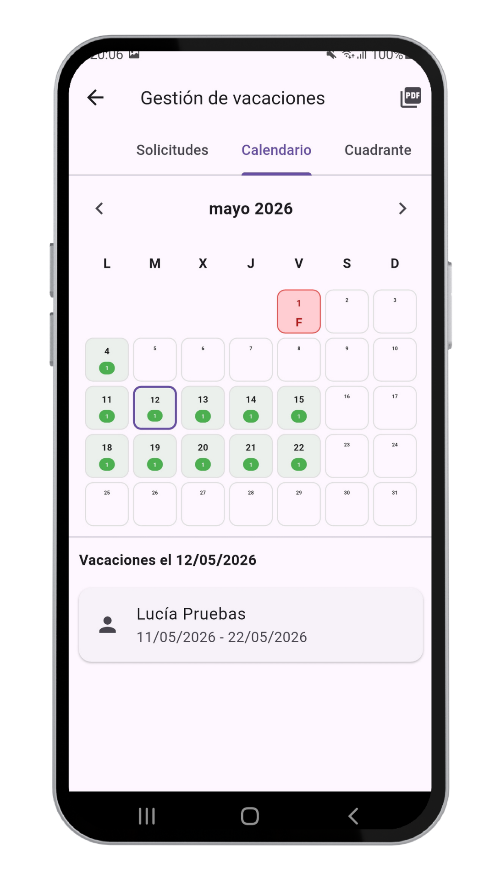 20:06 100%
Gestión de vacaciones PDF
Solicitudes Calendario Cuadrante
mayo 2026
L M X J V S D
1 2 3
F
4 5 6 7 8 9 10
1
11 12 13 14 15 16 17
1 1 1 1 1
18 19 20 21 22 23 24
1 1 1 1 1
25 26 27 28 29 30 31
Vacaciones el 12/05/2026
Lucía Pruebas
11/05/2026 - 22/05/2026